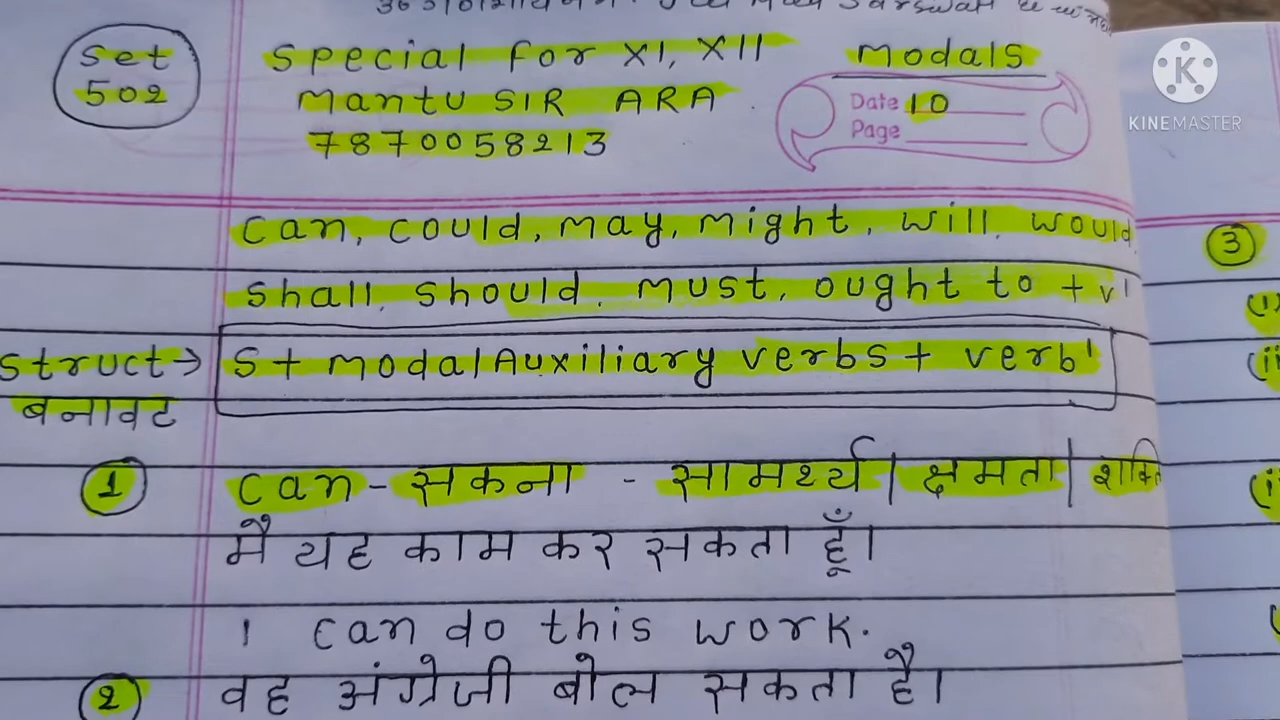 Set
502
Special for XI, XII
Mantu SIR ARA
7870058213
Modals
Date 10
Page
KINEMASTER
can, could, may, might, will, would,
shall, should, must, ought to + v¹
Struct→
बनावट
S + modal Auxiliary verbs + verb¹
1 can - सकना - सामर्थ्य | क्षमता | शक्ति
मैं यह काम कर सकता हूँ।
I can do this work.
2 वह अंग्रेजी बोल सकता है।
3
(i)